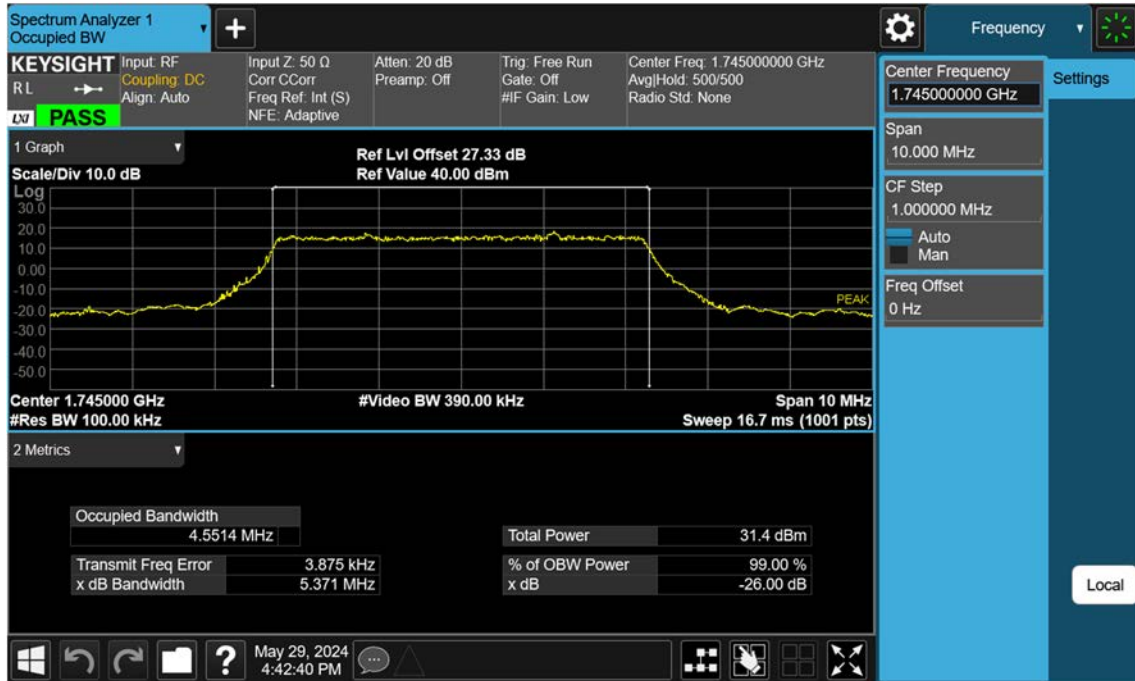 Spectrum Analyzer 1
Occupied BW
Frequency
KEYSIGHT
R L
LXI PASS
Input: RF
Coupling: DC
Align: Auto
Input Z: 50 Ω
Corr CCorr
Freq Ref: Int (S)
NFE: Adaptive
Atten: 20 dB
Preamp: Off
Trig: Free Run
Gate: Off
#IF Gain: Low
Center Freq: 1.745000000 GHz
Avg|Hold: 500/500
Radio Std: None
Center Frequency
1.745000000 GHz
Settings
Span
10.000 MHz
CF Step
1.000000 MHz
Auto
Man
Freq Offset
0 Hz
Local
1 Graph
Scale/Div 10.0 dB
Ref Lvl Offset 27.33 dB
Ref Value 40.00 dBm
Log
30.0
20.0
10.0
0.00
-10.0
-20.0
-30.0
-40.0
-50.0
PEAK
Center 1.745000 GHz
#Video BW 390.00 kHz
Span 10 MHz
#Res BW 100.00 kHz
Sweep 16.7 ms (1001 pts)
2 Metrics
Occupied Bandwidth
4.5514 MHz
Total Power 31.4 dBm
Transmit Freq Error 3.875 kHz
% of OBW Power 99.00 %
x dB Bandwidth 5.371 MHz
x dB -26.00 dB
May 29, 2024
4:42:40 PM